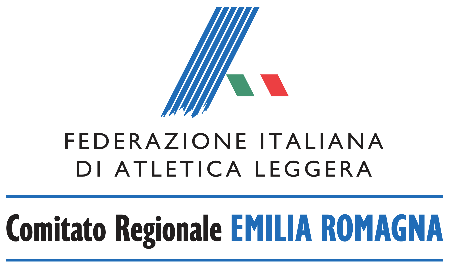 FEDERAZIONE ITALIANA
DI ATLETICA LEGGERA
Comitato Regionale EMILIA ROMAGNA